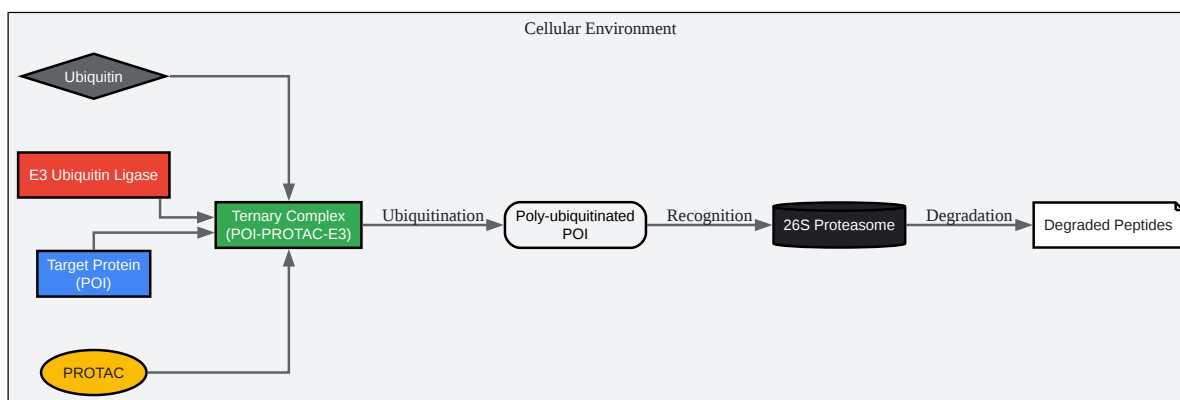 Cellular Environment
Ubiquitin
E3 Ubiquitin Ligase
Target Protein
(POI)
PROTAC
Ternary Complex
(POI-PROTAC-E3)
Ubiquitination
Poly-ubiquitinated
POI
Recognition
26S Proteasome
Degradation
Degraded Peptides